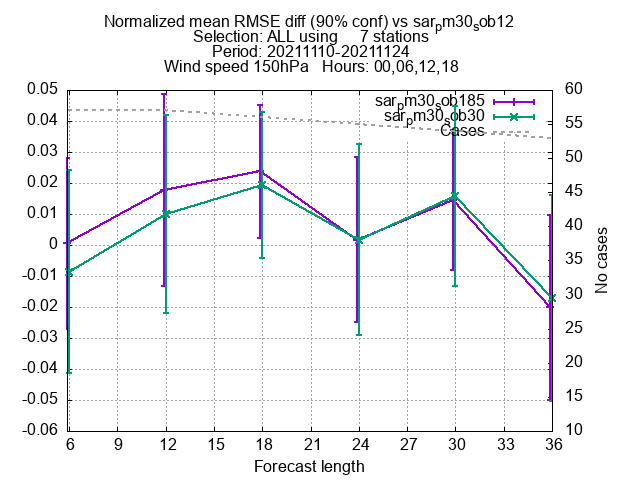 Normalized mean RMSE diff (90% conf) vs sar_pm30_sob12
Selection: ALL using 7 stations
Period: 20211110-20211124
Wind speed 150hPa Hours: 00,06,12,18
sar_pm30_sob185
sar_pm30_sob30
Cases
0.05
0.04
0.03
0.02
0.01
0
-0.01
-0.02
-0.03
-0.04
-0.05
-0.06
60
55
50
45
40
35
30
25
20
15
10
No cases
6 9 12 15 18 21 24 27 30 33 36
Forecast length